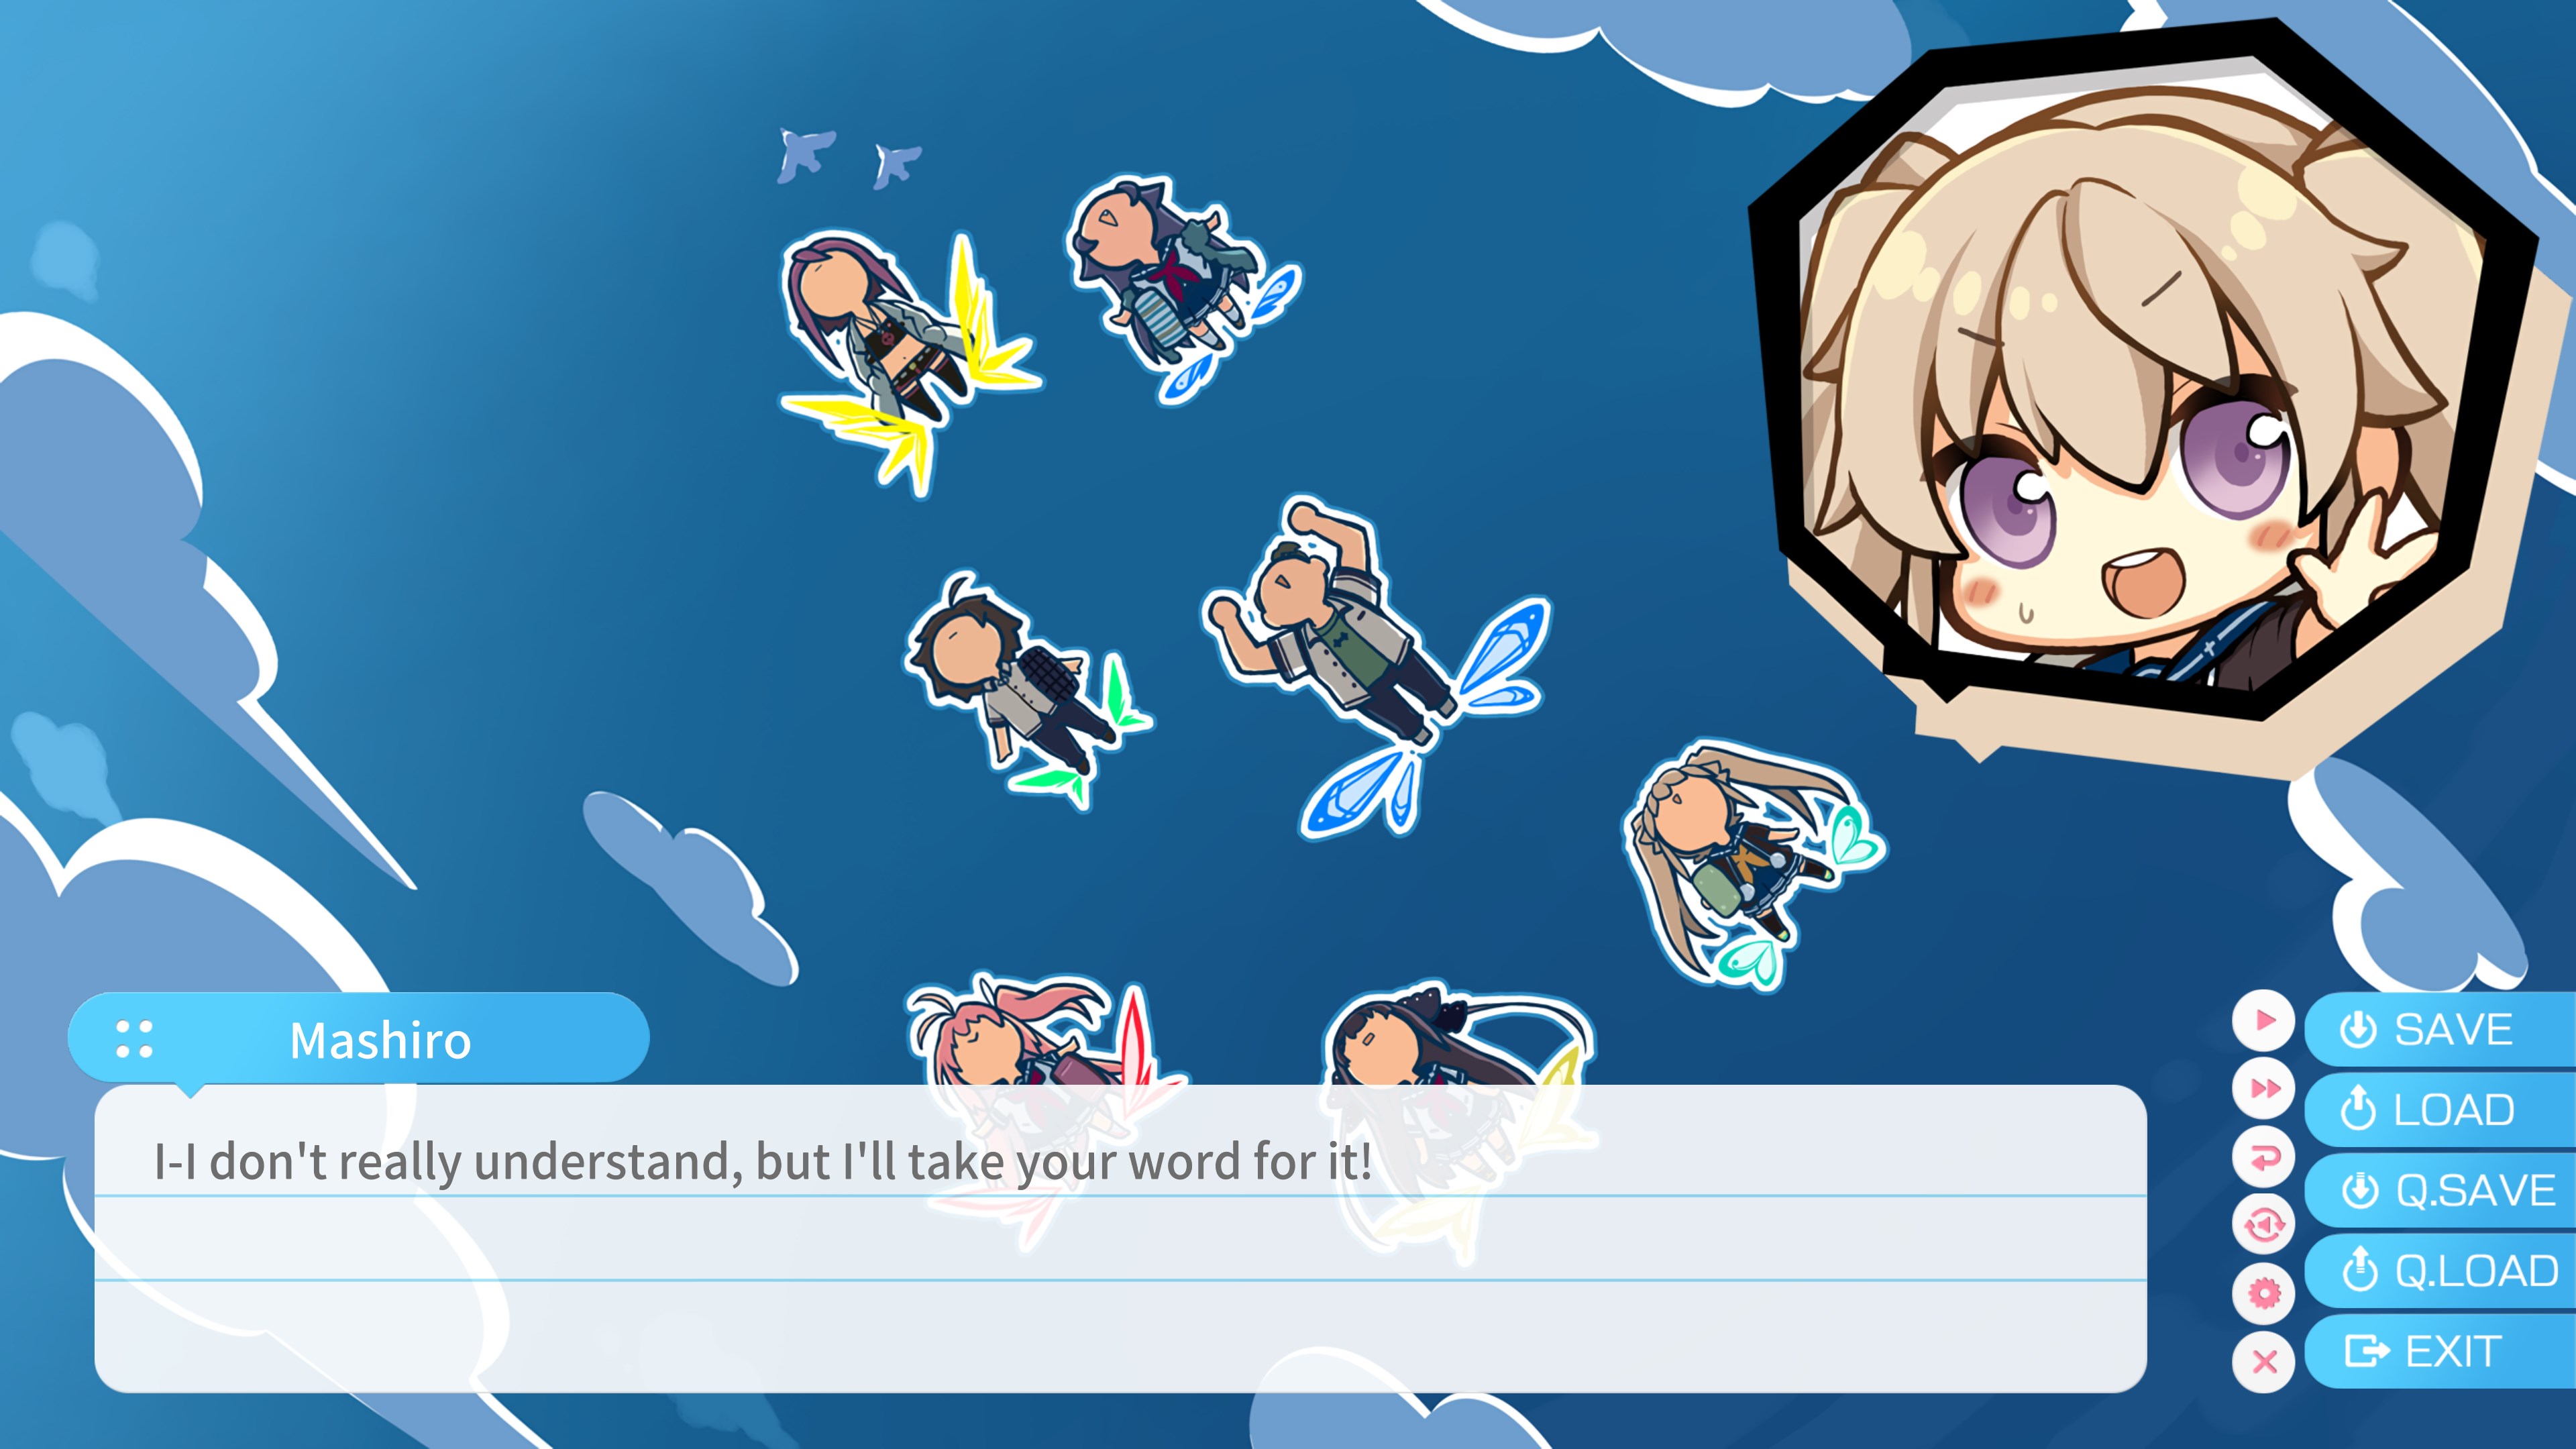 Mashiro
I-I don't really understand, but I'll take your word for it!
SAVE
LOAD
Q.SAVE
Q.LOAD
EXIT